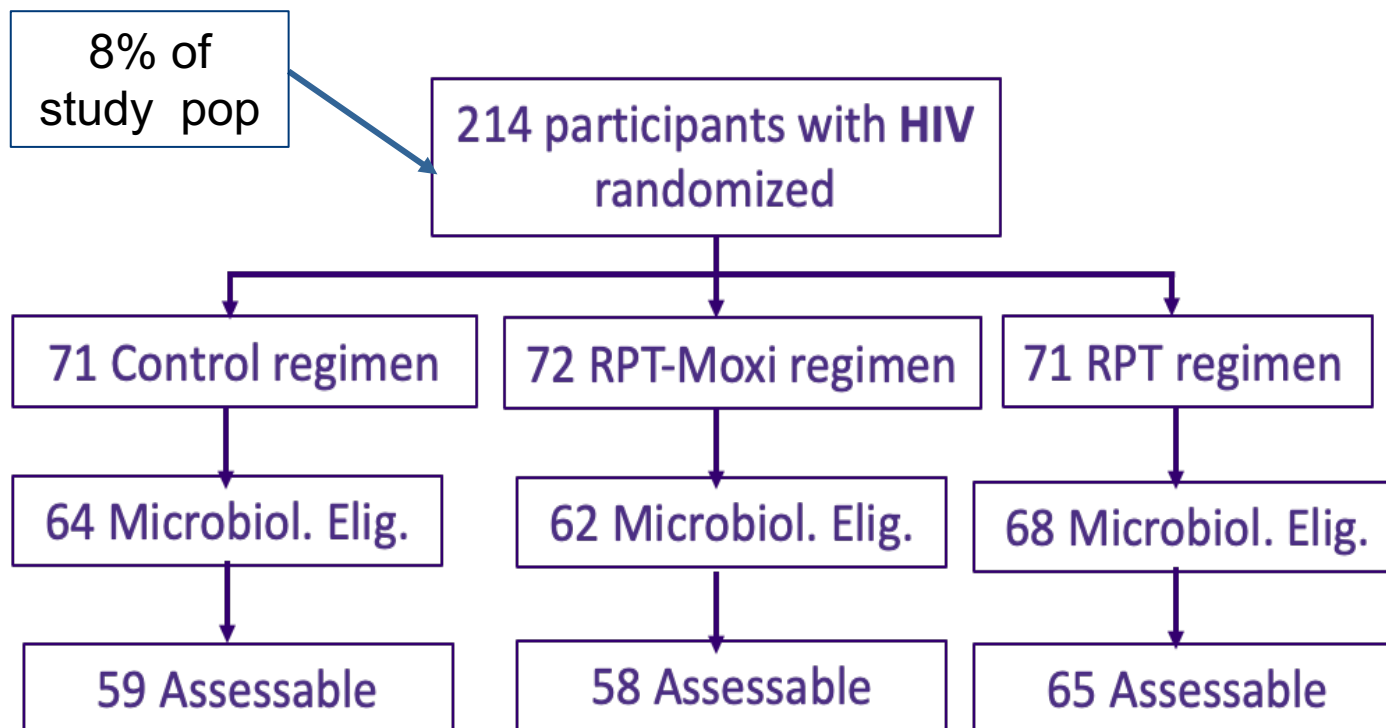 8% of
study pop
214 participants with HIV
randomized
71 Control regimen
72 RPT-Moxi regimen
71 RPT regimen
64 Microbiol. Elig.
62 Microbiol. Elig.
68 Microbiol. Elig.
59 Assessable
58 Assessable
65 Assessable